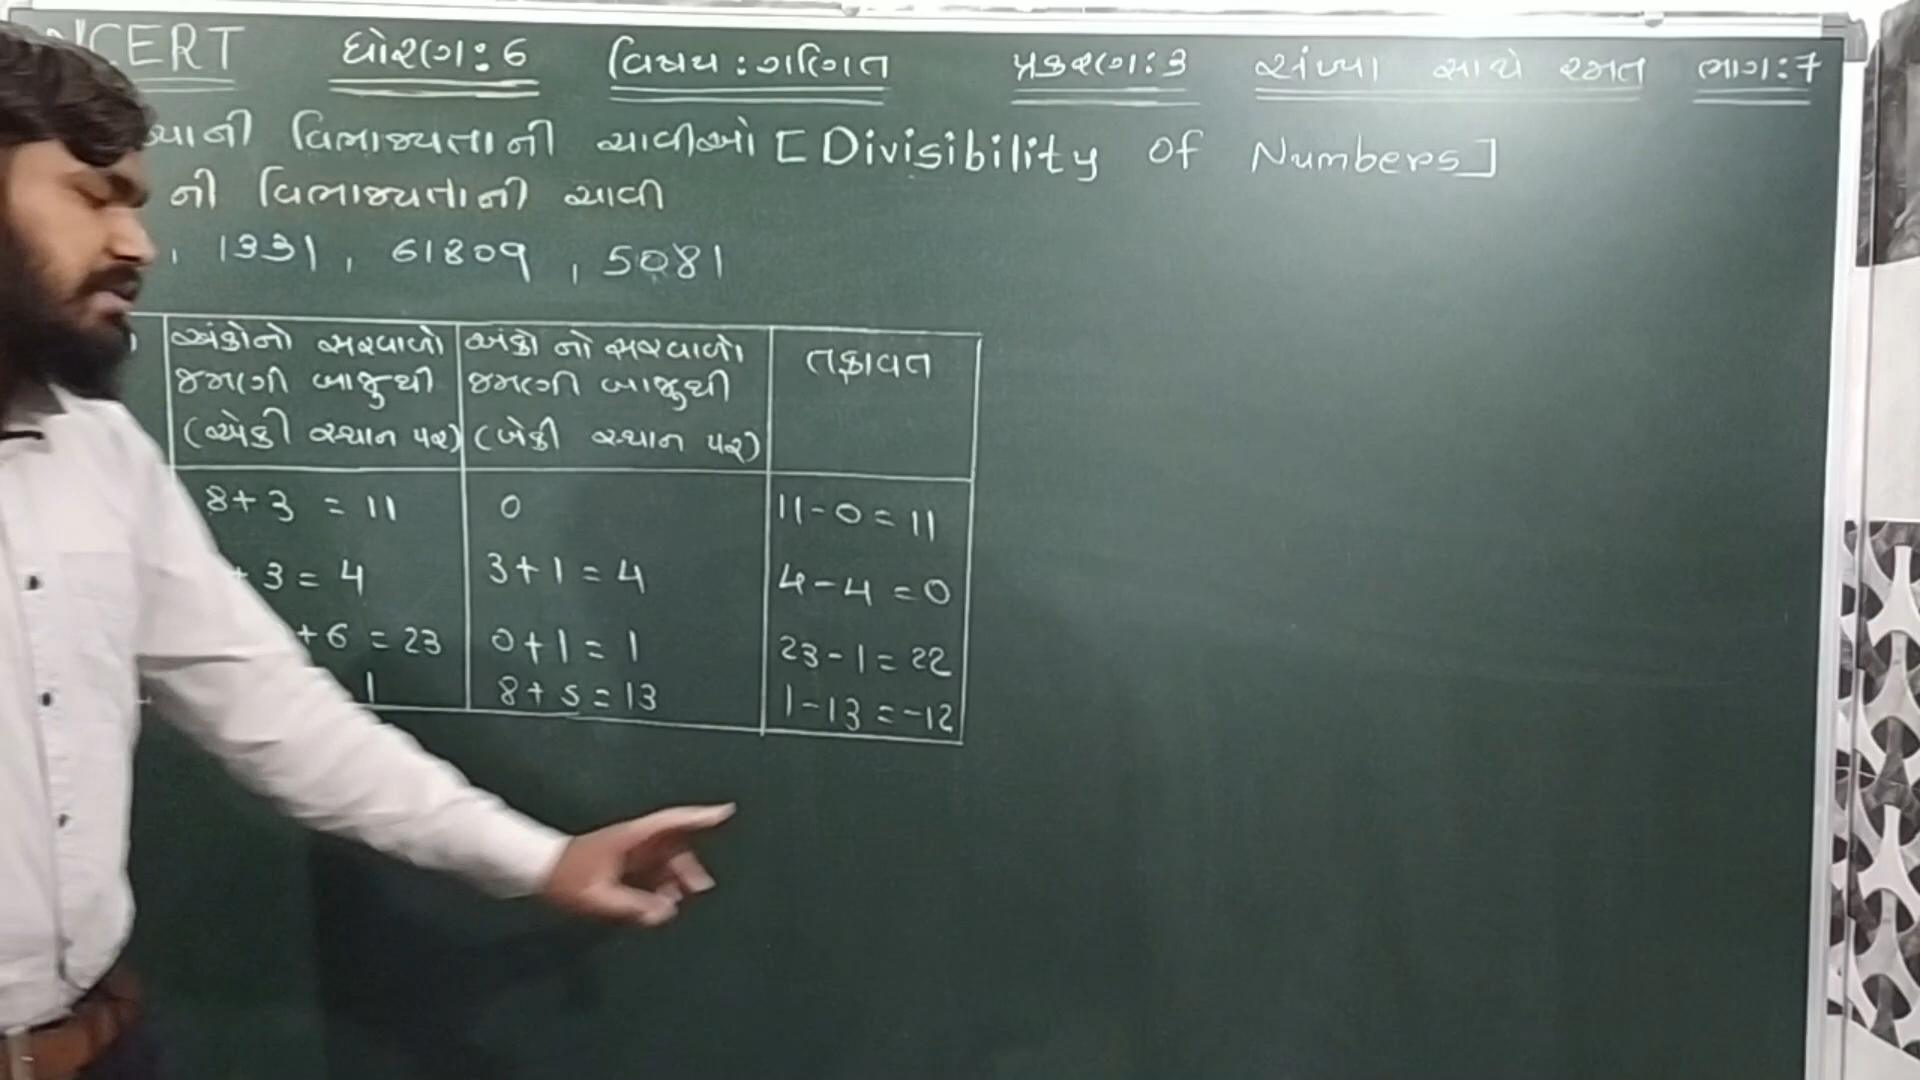 NCERT ધોરણ: 6 વિષય: ગણિત પ્રકરણ: 3 સંખ્યા સાથે રમત ભાગ: 7
વિભાજ્યતાની ચાવીઓ [Divisibility of Numbers]
ની વિભાજ્યતાની ચાવી
, 1331, 61809, 5081
અંકોનો સરવાળો જમણી બાજુથી (એકી સ્થાન પર)
અંકો નો સરવાળો જમણી બાજુથી (બેકી સ્થાન પર)
તફાવત
8+3 = 11 0 11-0=11
+3=4 3+1=4 4-4=0
+6=23 0+1=1 23-1=22
1 8+5=13 1-13=-12